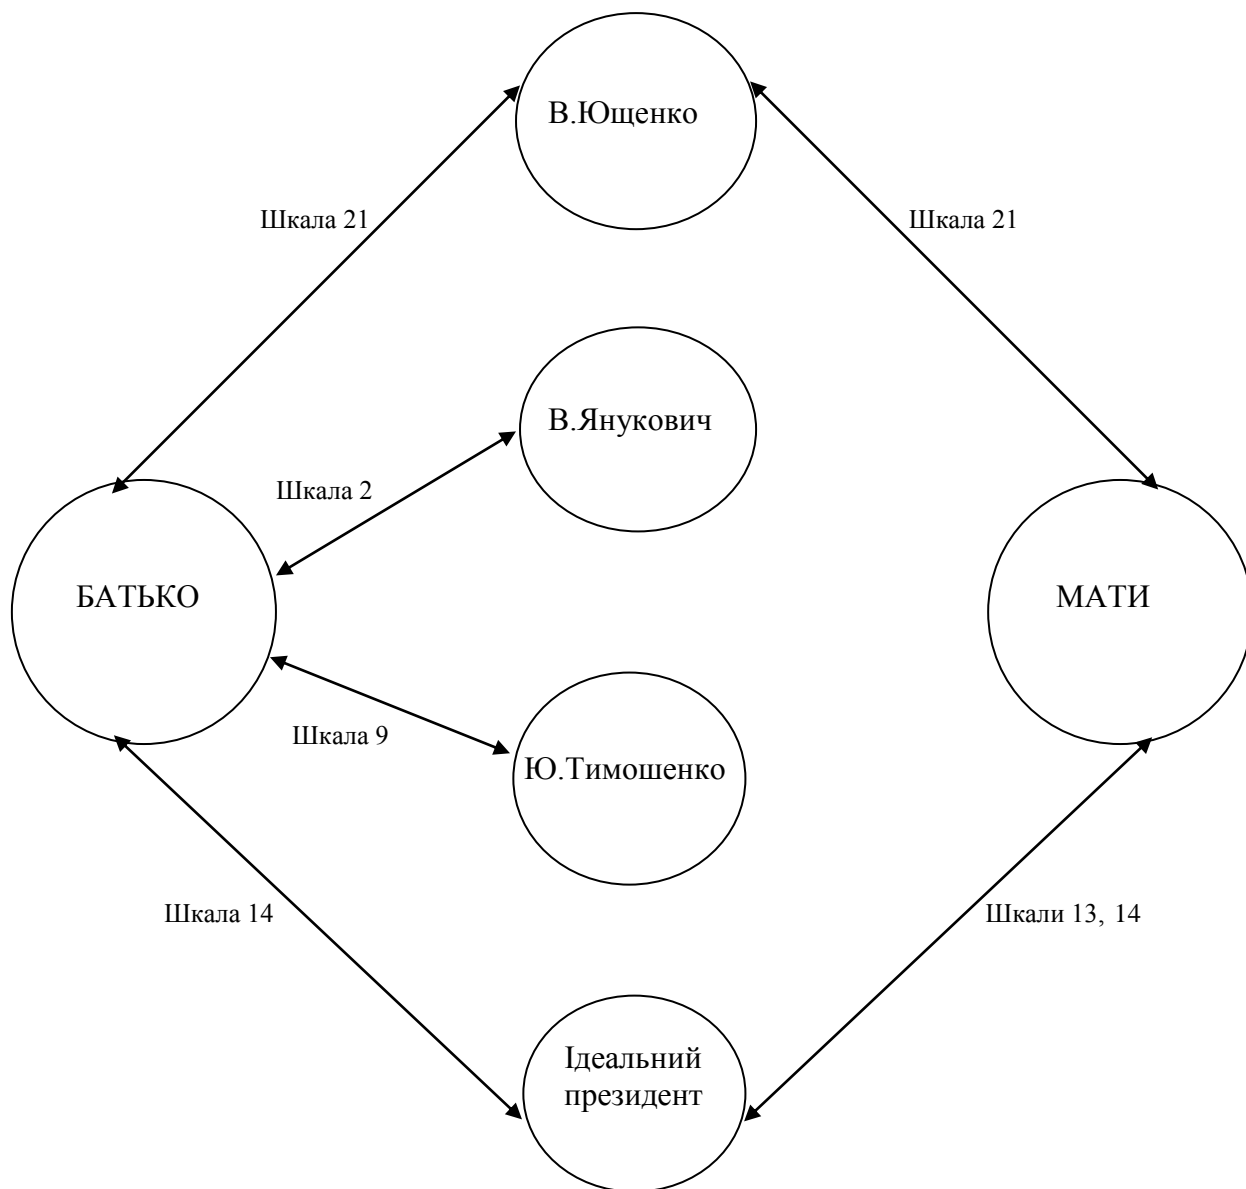 В.Ющенко
Шкала 21
Шкала 21
В.Янукович
Шкала 2
БАТЬКО
МАТИ
Шкала 9
Ю.Тимошенко
Шкала 14
Шкали 13, 14
Ідеальний
президент